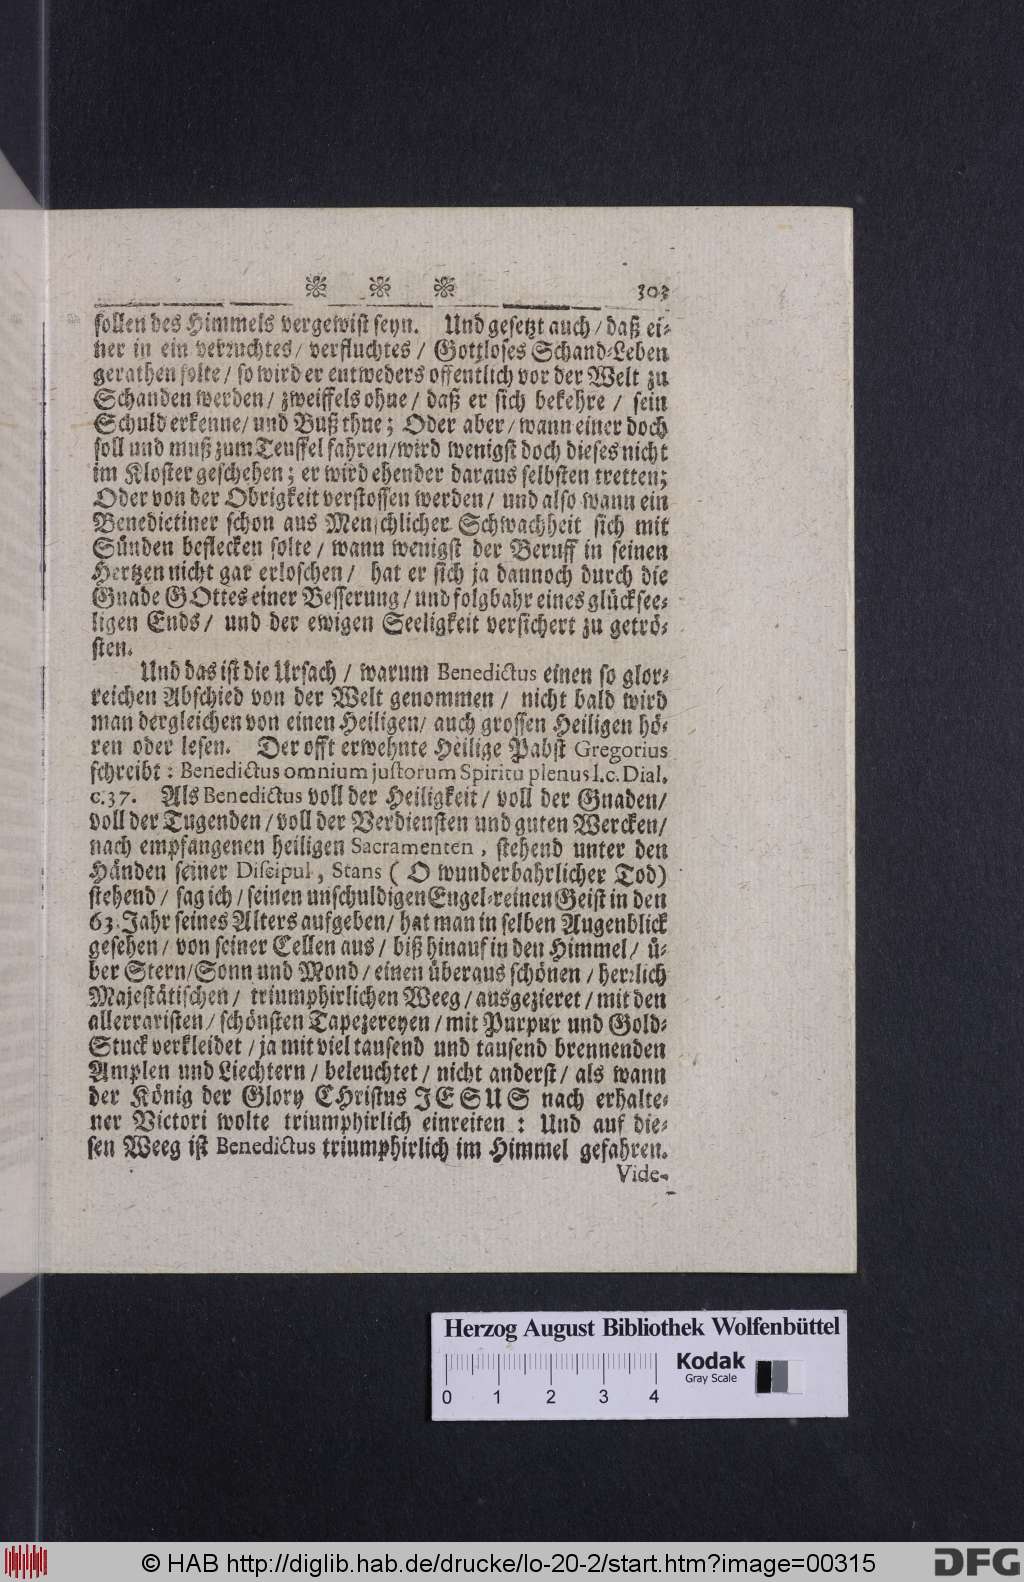 303
sollen des Himmels vergewist seyn. Und gesetzt auch / daß ei-
ner in ein verruchtes / verfluchtes / Gottloses Schand-Leben
gerathen solte / so wird er entweders offentlich vor der Welt zu
Schanden werden / zweiffels ohne / daß er sich bekehre / sein
Schuld erkenne / und Buß thue; Oder aber / wann einer doch
soll und muß zum Teuffel fahren / wird wenigst doch dieses nicht
im Kloster geschehen; er wird ehender daraus selbsten tretten;
Oder von der Obrigkeit verstossen werden / und also wann ein
Benedictiner schon aus Menschlicher Schwachheit sich mit
Sünden beflecken solte / wann wenigst der Beruff in seinen
Hertzen nicht gar erloschen / hat er sich ja dannoch durch die
Gnade GOttes einer Besserung / und folgbahr eines glücksee-
ligen Ends / und der ewigen Seeligkeit versichert zu getrö-
sten.
Und das ist die Ursach / warum Benedictus einen so glor-
reichen Abschied von der Welt genommen / nicht bald wird
man dergleichen von einen Heiligen / auch grossen Heiligen hö-
ren oder lesen. Der offt erwehnte Heilige Pabst Gregorius
schreibt: Benedictus omnium justorum Spiritu plenus l. c. Dial.
c. 37. Als Benedictus voll der Heiligkeit / voll der Gnaden /
voll der Tugenden / voll der Verdiensten und guten Wercken /
nach empfangenen heiligen Sacramenten, stehend unter den
Händen seiner Discipul, Stans ( O wunderbahrlicher Tod)
stehend / sag ich / seinen unschuldigen Engel-reinen Geist in den
63. Jahr seines Alters aufgeben / hat man in selben Augenblick
gesehen / von seiner Cellen aus / biß hinauf in den Himmel / ü-
ber Stern / Sonn und Mond / einen überaus schönen / herrlich
Majestätischen / triumphirlichen Weeg / ausgezieret / mit den
allerraristen / schönsten Tapezereyen / mit Purpur und Gold-
Stuck verkleidet / ja mit viel tausend und tausend brennenden
Amplen und Liechtern / beleuchtet / nicht anderst / als wann
der König der Glory CHristus JESUS nach erhalte-
ner Victori wolte triumphirlich einreiten: Und auf die-
sen Weeg ist Benedictus triumphirlich im Himmel gefahren.
Vide-
Herzog August Bibliothek Wolfenbüttel
Kodak
Gray Scale
0 1 2 3 4
© HAB http://diglib.hab.de/drucke/lo-20-2/start.htm?image=00315
DFG